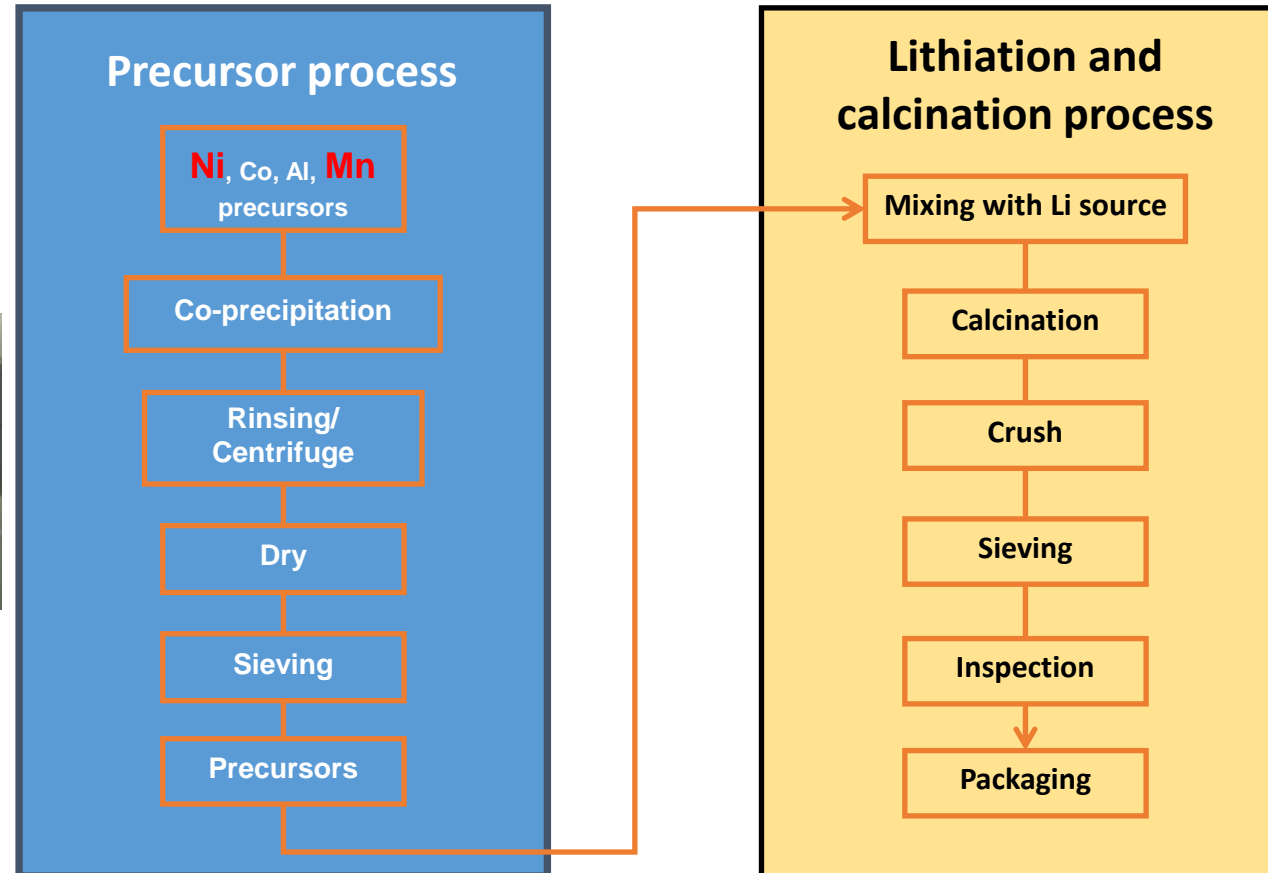 Precursor process
Ni, Co, Al, Mn
precursors
Co-precipitation
Rinsing/
Centrifuge
Dry
Sieving
Precursors
Lithiation and
calcination process
Mixing with Li source
Calcination
Crush
Sieving
Inspection
Packaging